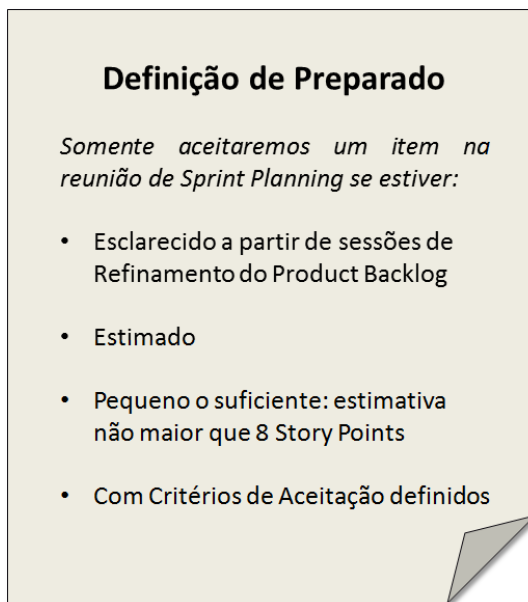 Definição de Preparado
Somente aceitaremos um item na
reunião de Sprint Planning se estiver:
• Esclarecido a partir de sessões de
Refinamento do Product Backlog
• Estimado
• Pequeno o suficiente: estimativa
não maior que 8 Story Points
• Com Critérios de Aceitação definidos